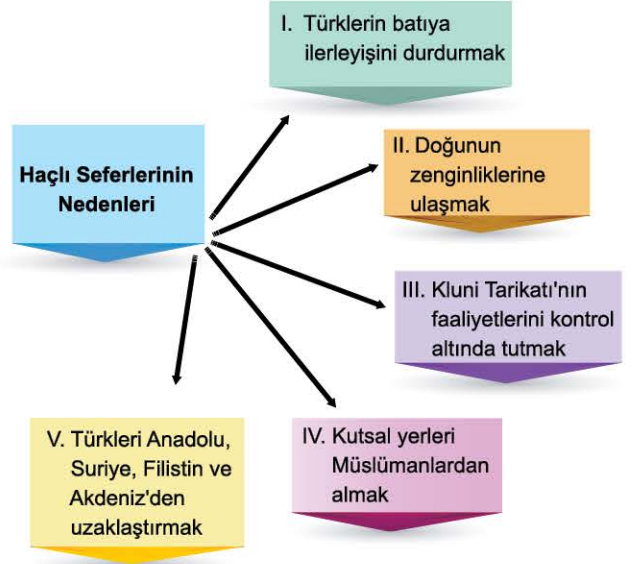 Haçlı Seferlerinin
Nedenleri
I. Türklerin batıya
ilerleyişini durdurmak
II. Doğunun
zenginliklerine
ulaşmak
III. Kluni Tarikatı'nın
faaliyetlerini kontrol
altında tutmak
IV. Kutsal yerleri
Müslümanlardan
almak
V. Türkleri Anadolu,
Suriye, Filistin ve
Akdeniz'den
uzaklaştırmak